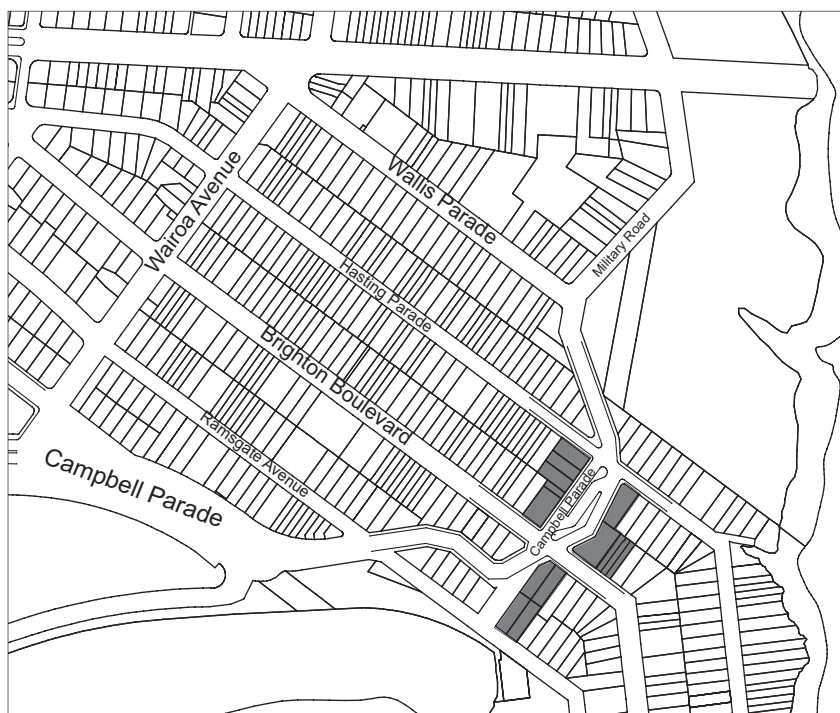 Wallis Parade
Military Road
Wairoa Avenue
Hasting Parade
Brighton Boulevard
Ramsgate Avenue
Campbell Parade
Campbell Parade